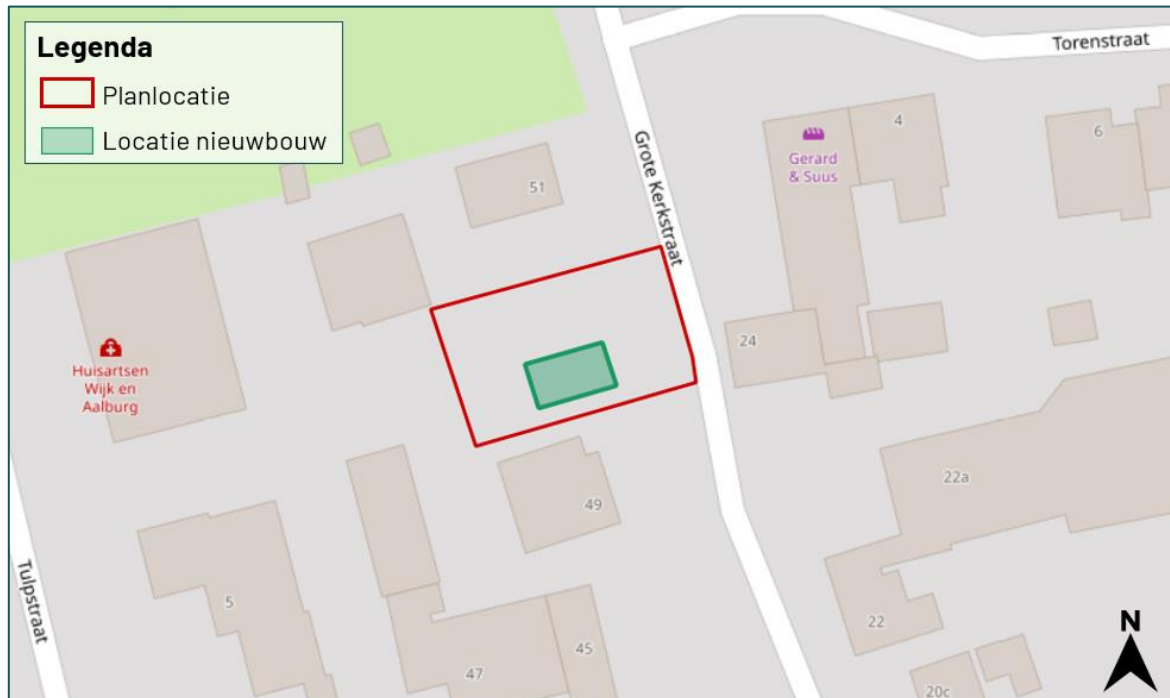 Legenda
Planlocatie
Locatie nieuwbouw
Torenstraat
Grote Kerkstraat
4
6
Gerard
& Suus
51
24
Huisartsen
Wijk en
Aalburg
22a
49
Tulpstraat
5
22
45
47
20c
N